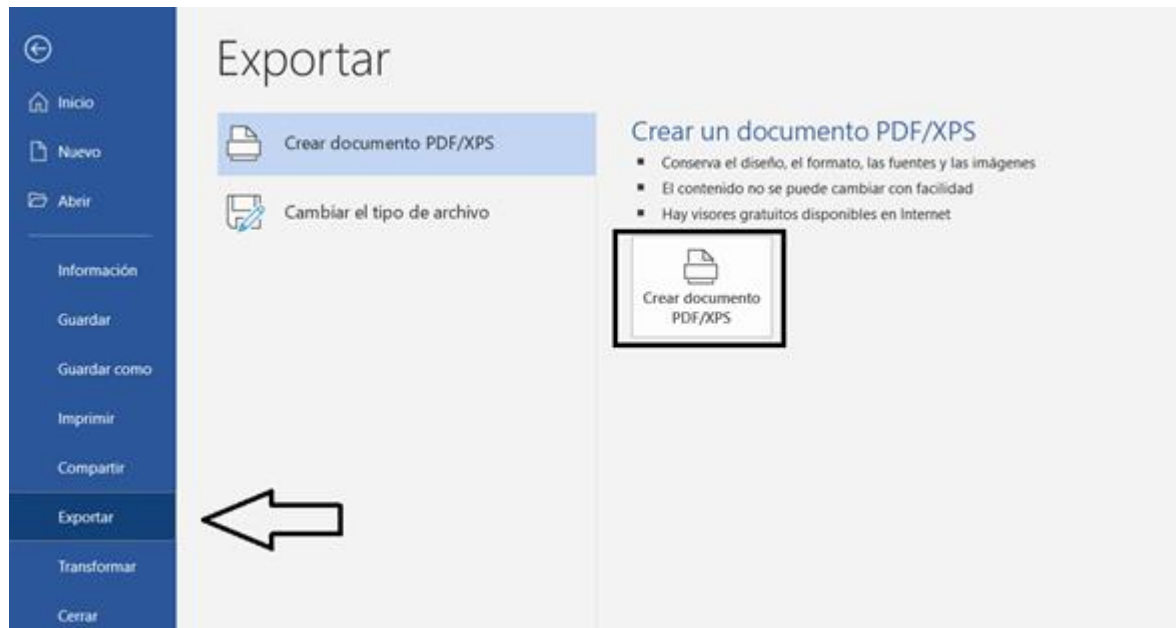 Exportar
Inicio
Nuevo
Abrir
Información
Guardar
Guardar como
Imprimir
Compartir
Exportar
Transformar
Cerrar
Crear documento PDF/XPS
Cambiar el tipo de archivo
Crear un documento PDF/XPS
Conserva el diseño, el formato, las fuentes y las imágenes
El contenido no se puede cambiar con facilidad
Hay visores gratuitos disponibles en Internet
Crear documento
PDF/XPS